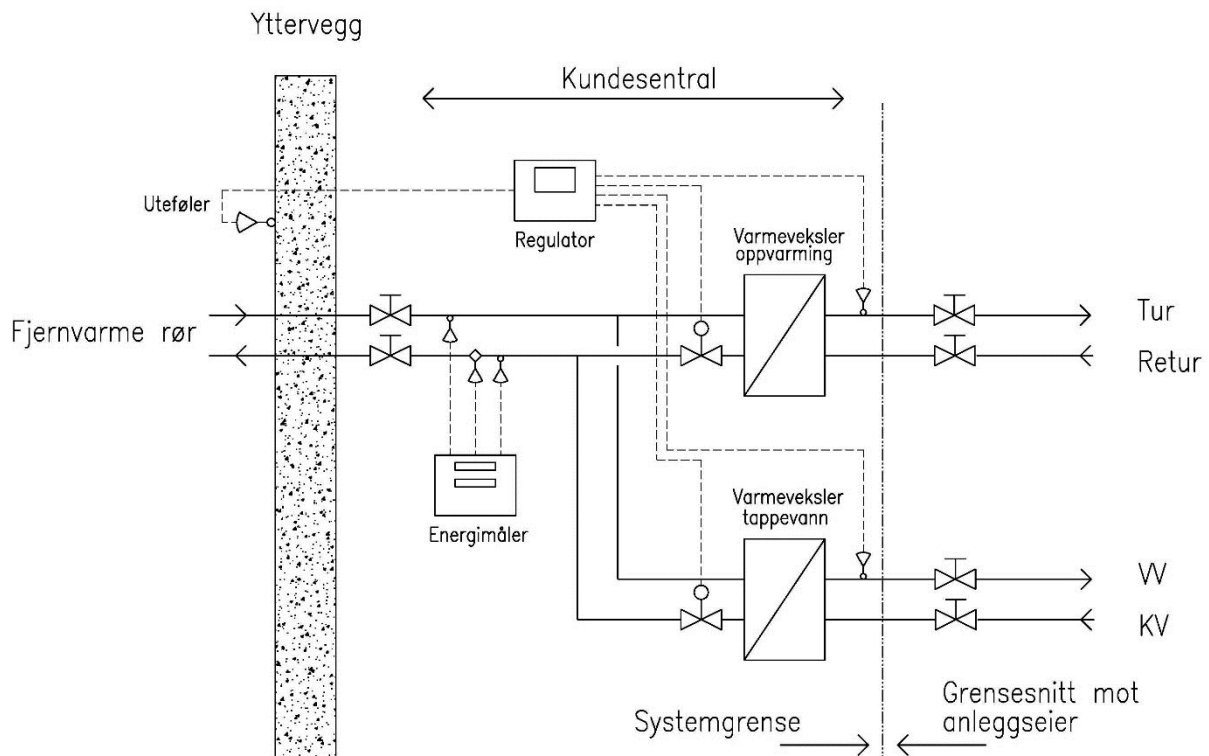 Yttervegg
Kundesentral
Uteføler
Regulator
Varmeveksler
oppvarming
Fjernvarme rør
Tur
Retur
Energimåler
Varmeveksler
tappevann
VV
KV
Systemgrense
Grensesnitt mot
anleggseier